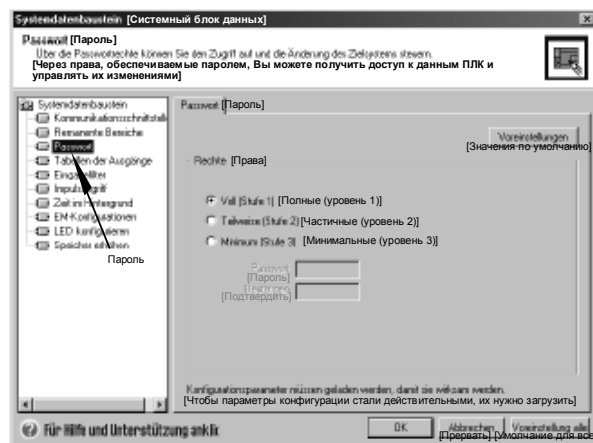 Systemdatenbaustein [Системный блок данных]
Passwort [Пароль]
Über die Passwortrechte können Sie den Zugriff auf und die Änderung des Zielsystems steuern.
[Через права, обеспечиваемые паролем, Вы можете получить доступ к данным ПЛК и
управлять их изменениями]
Systemdatenbaustein
Kommunikationsschnittstell
Remanente Bereiche
Passwort
Tabellen der Ausgänge
Zeit im Hintergrund
EM-Konfigurationen
LED konfigurieren
Speicher erhöhen
Пароль
Passwort [Пароль]
Voreinstellungen
[Значения по умолчанию]
Rechte [Права]
Voll (Stufe 1) [Полные (уровень 1)]
Teilweise (Stufe 2) [Частичные (уровень 2)]
Minimum (Stufe 3) [Минимальные (уровень 3)]
Passwort
[Пароль]
[Подтвердить]
Konfigurationsparameter müssen geladen werden, damit sie wirksam werden.
[Чтобы параметры конфигурации стали действительными, их нужно загрузить]
Für Hilfe und Unterstützung anklic
OK
Abbrechen
Voreinstellung alle
[Прервать]
[Умолчание для все